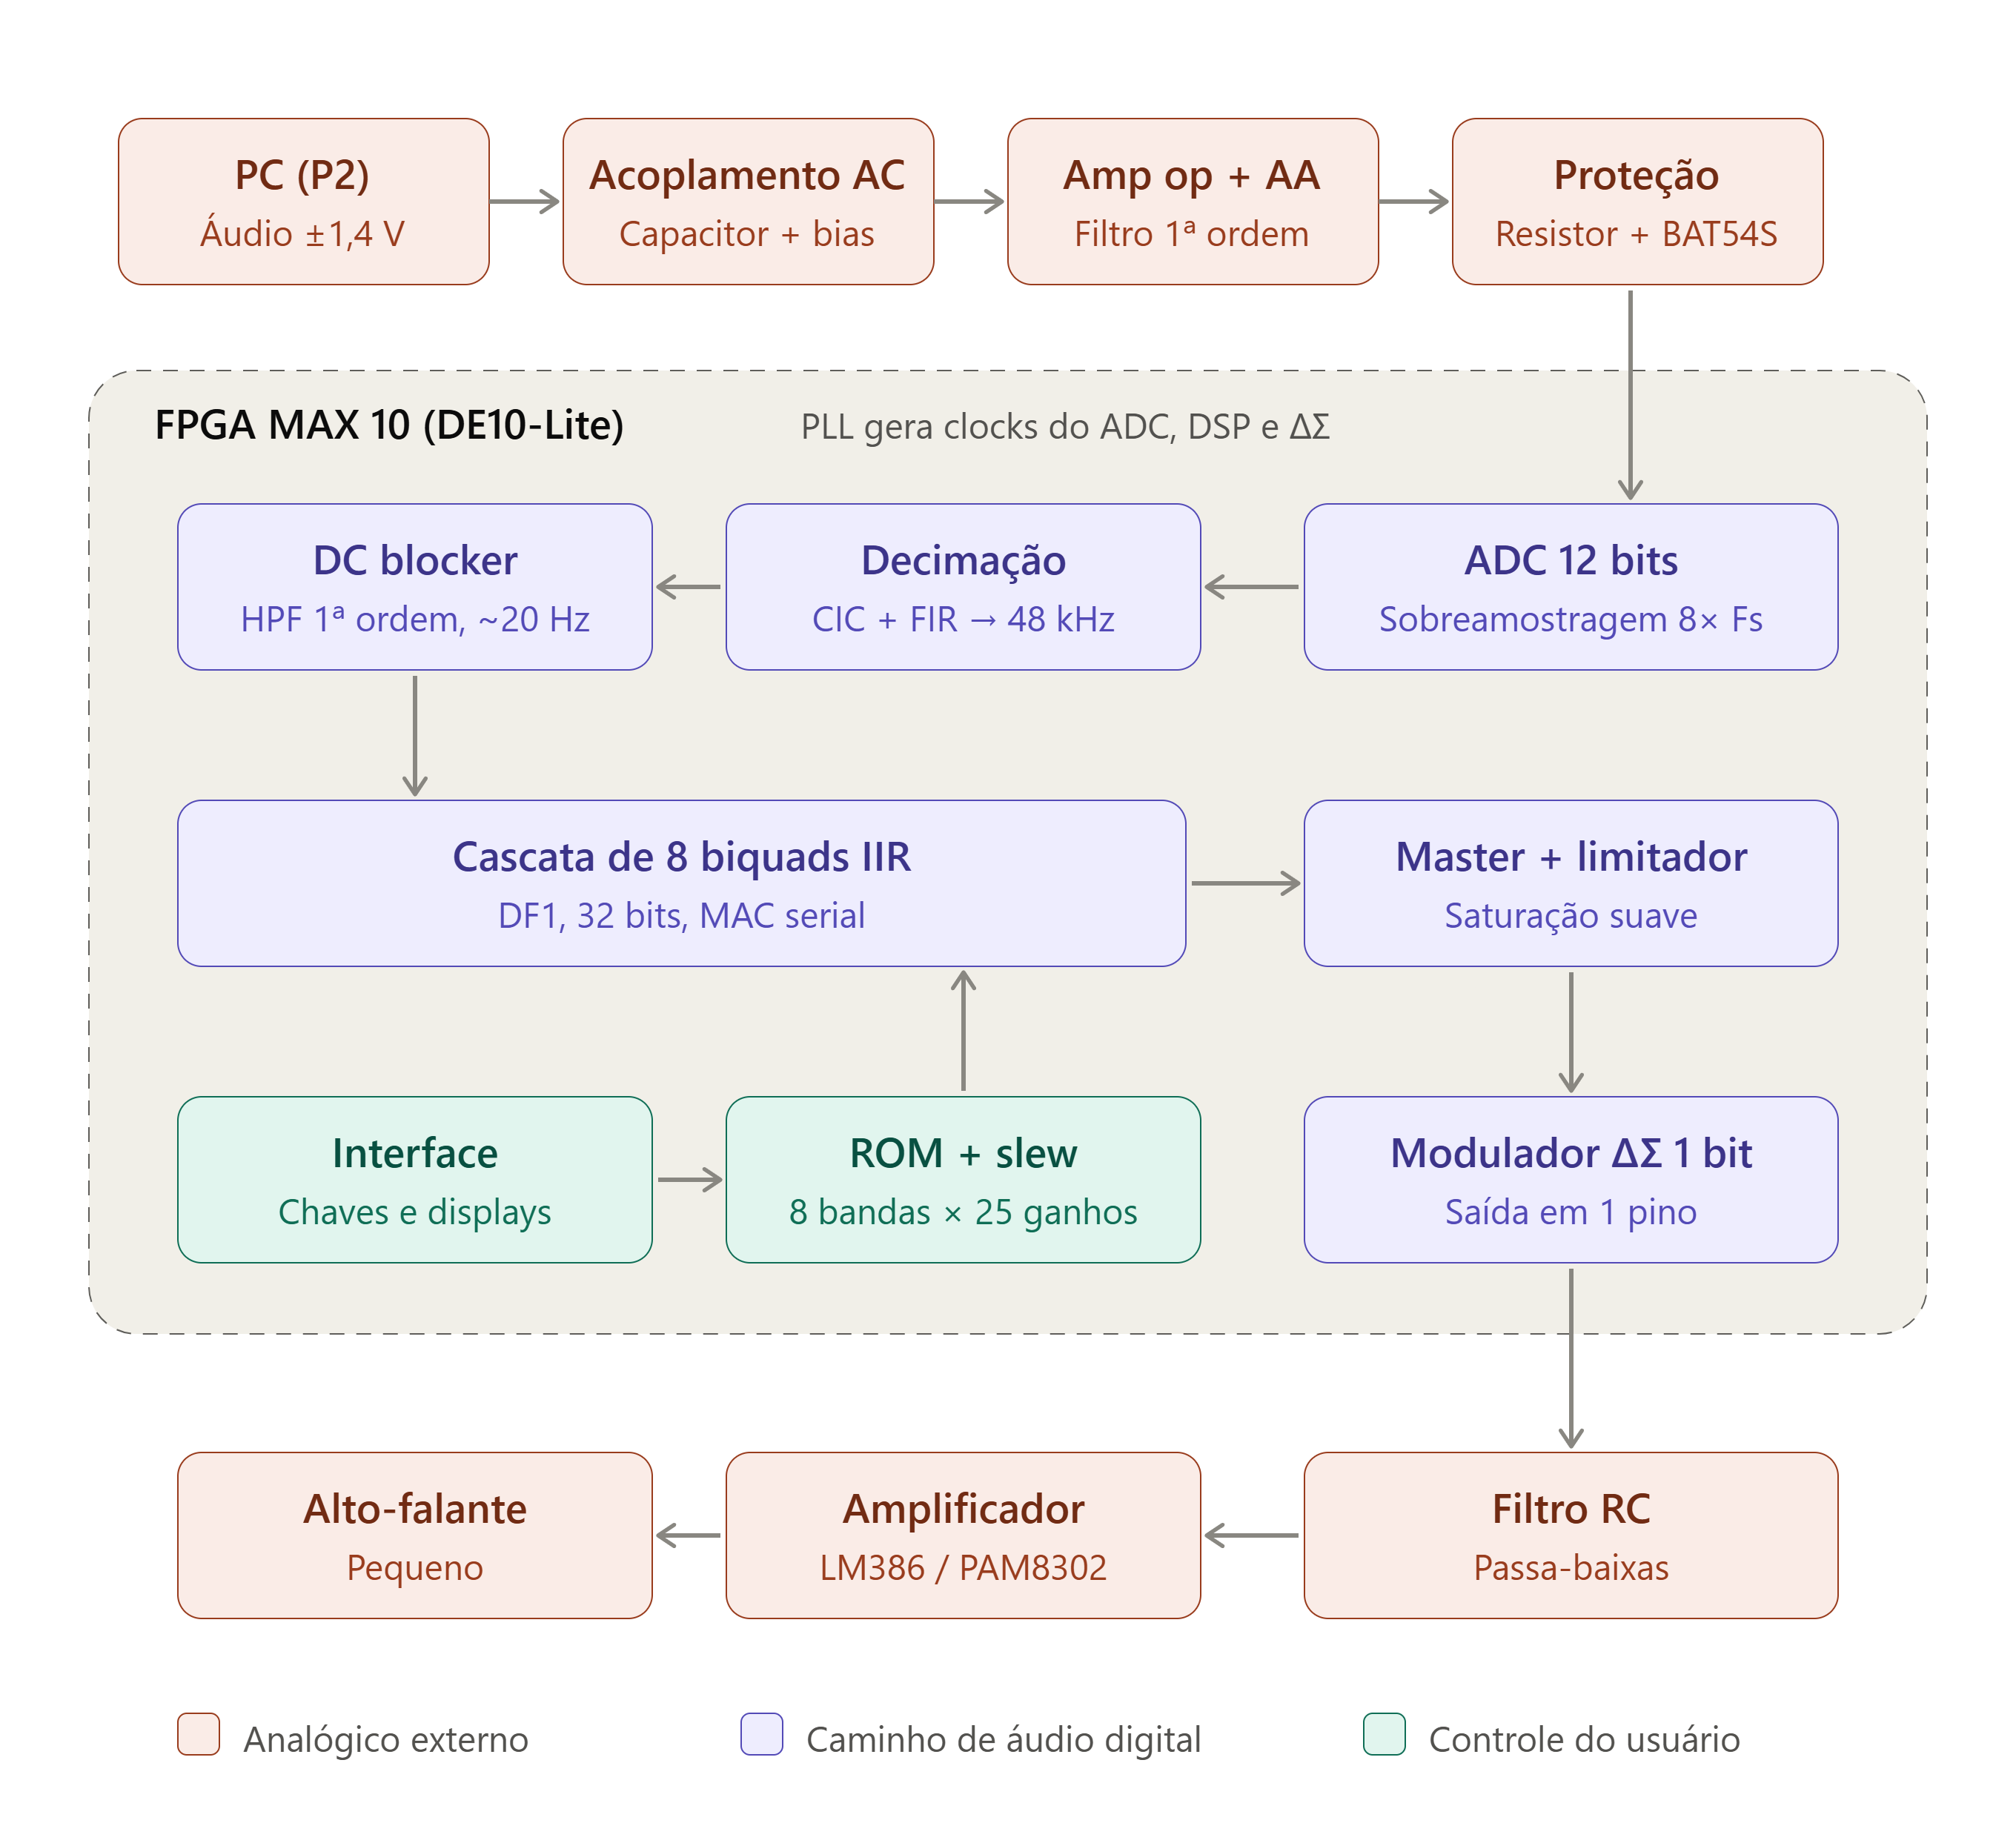 PC (P2)
Áudio ±1,4 V
Acoplamento AC
Capacitor + bias
Amp op + AA
Filtro 1ª ordem
Proteção
Resistor + BAT54S
FPGA MAX 10 (DE10-Lite)
PLL gera clocks do ADC, DSP e ΔΣ
DC blocker
HPF 1ª ordem, ~20 Hz
Decimação
CIC + FIR → 48 kHz
ADC 12 bits
Sobreamostragem 8× Fs
Cascata de 8 biquads IIR
DF1, 32 bits, MAC serial
Master + limitador
Saturação suave
Interface
Chaves e displays
ROM + slew
8 bandas × 25 ganhos
Modulador ΔΣ 1 bit
Saída em 1 pino
Alto-falante
Pequeno
Amplificador
LM386 / PAM8302
Filtro RC
Passa-baixas
Analógico externo
Caminho de áudio digital
Controle do usuário